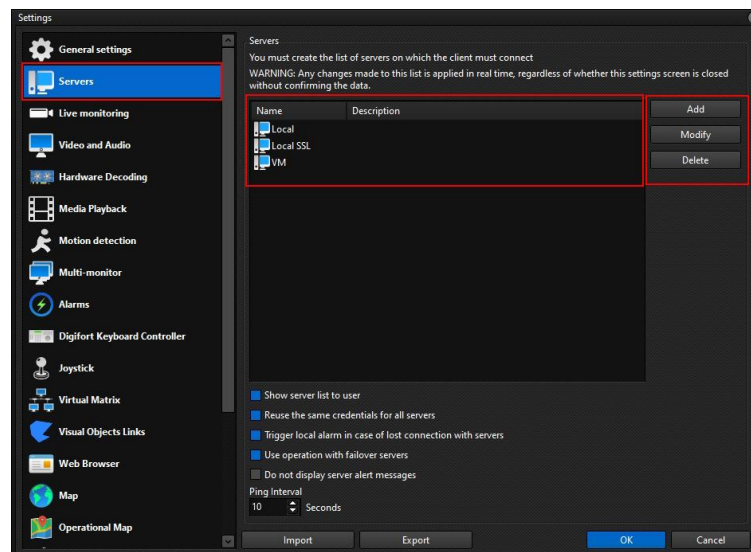 Settings
General settings
Servers
Live monitoring
Video and Audio
Hardware Decoding
Media Playback
Motion detection
Multi-monitor
Alarms
Digifort Keyboard Controller
Joystick
Virtual Matrix
Visual Objects Links
Web Browser
Map
Operational Map
Servers
You must create the list of servers on which the client must connect
WARNING: Any changes made to this list is applied in real time, regardless of whether this settings screen is closed
without confirming the data.
Name Description
Local
Local SSL
VM
Add
Modify
Delete
Show server list to user
Reuse the same credentials for all servers
Trigger local alarm in case of lost connection with servers
Use operation with failover servers
Do not display server alert messages
Ping Interval
10 Seconds
Import Export OK Cancel